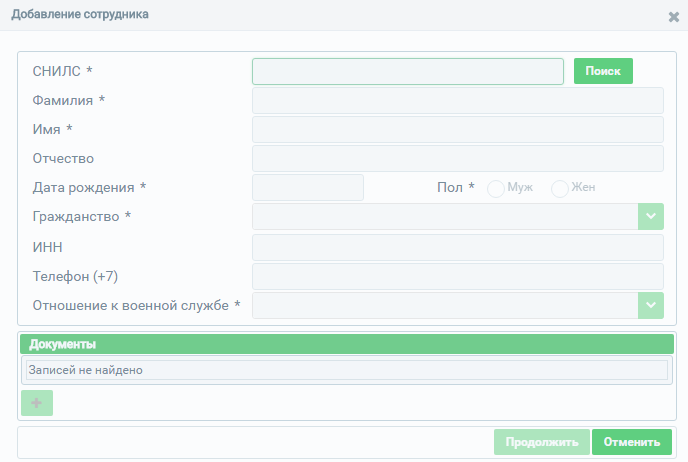 Добавление сотрудника
СНИЛС * Поиск
Фамилия *
Имя *
Отчество
Дата рождения * Пол * Муж Жен
Гражданство *
ИНН
Телефон (+7)
Отношение к военной службе *
Документы
Записей не найдено
Продолжить Отменить